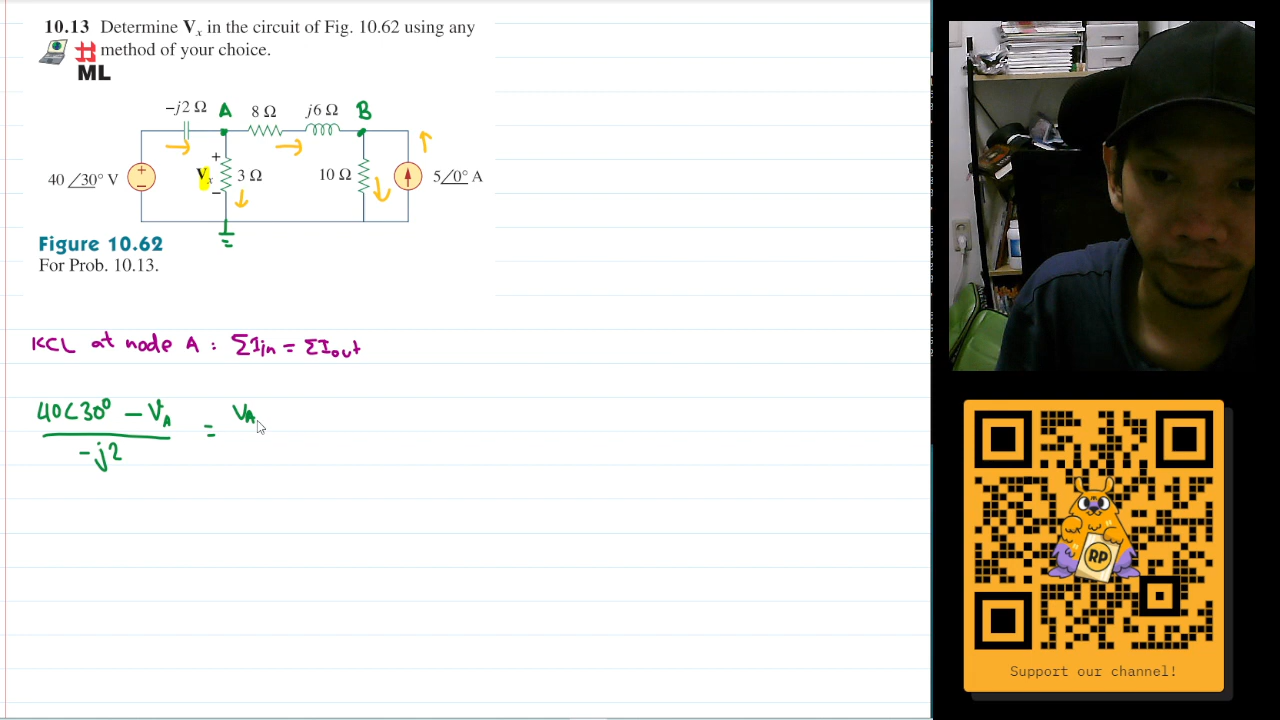 10.13 Determine Vx in the circuit of Fig. 10.62 using any
method of your choice.
ML
−j2 Ω A 8 Ω j6 Ω B
40 ∠30° V + − + Vx − 3 Ω 10 Ω 5∠0° A
Figure 10.62
For Prob. 10.13.
KCL at node A : ΣIin = ΣIout
40<30° − VA
= VA
-j2
RP
Support our channel!